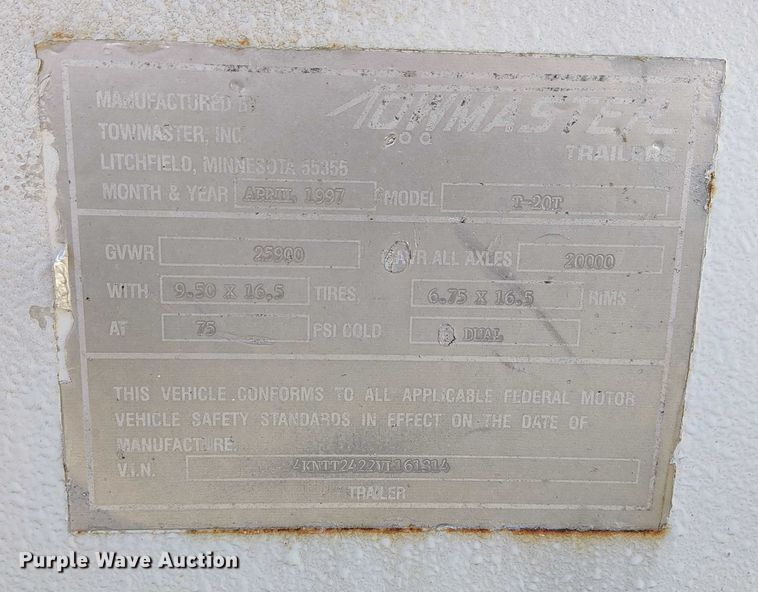 MANUFACTURED BY
TOWMASTER, INC
LITCHFIELD, MINNESOTA 55355
TOWMASTER
TRAILERS
MONTH & YEAR APRIL, 1997 MODEL T-20T
GVWR 25900 GAWR ALL AXLES 20000
WITH 9.50 X 16.5 TIRES, 6.75 X 16.5 RIMS
AT 75 PSI COLD DUAL
THIS VEHICLE CONFORMS TO ALL APPLICABLE FEDERAL MOTOR
VEHICLE SAFETY STANDARDS IN EFFECT ON THE DATE OF
MANUFACTURE.
V.I.N.
TRAILER
Purple Wave Auction